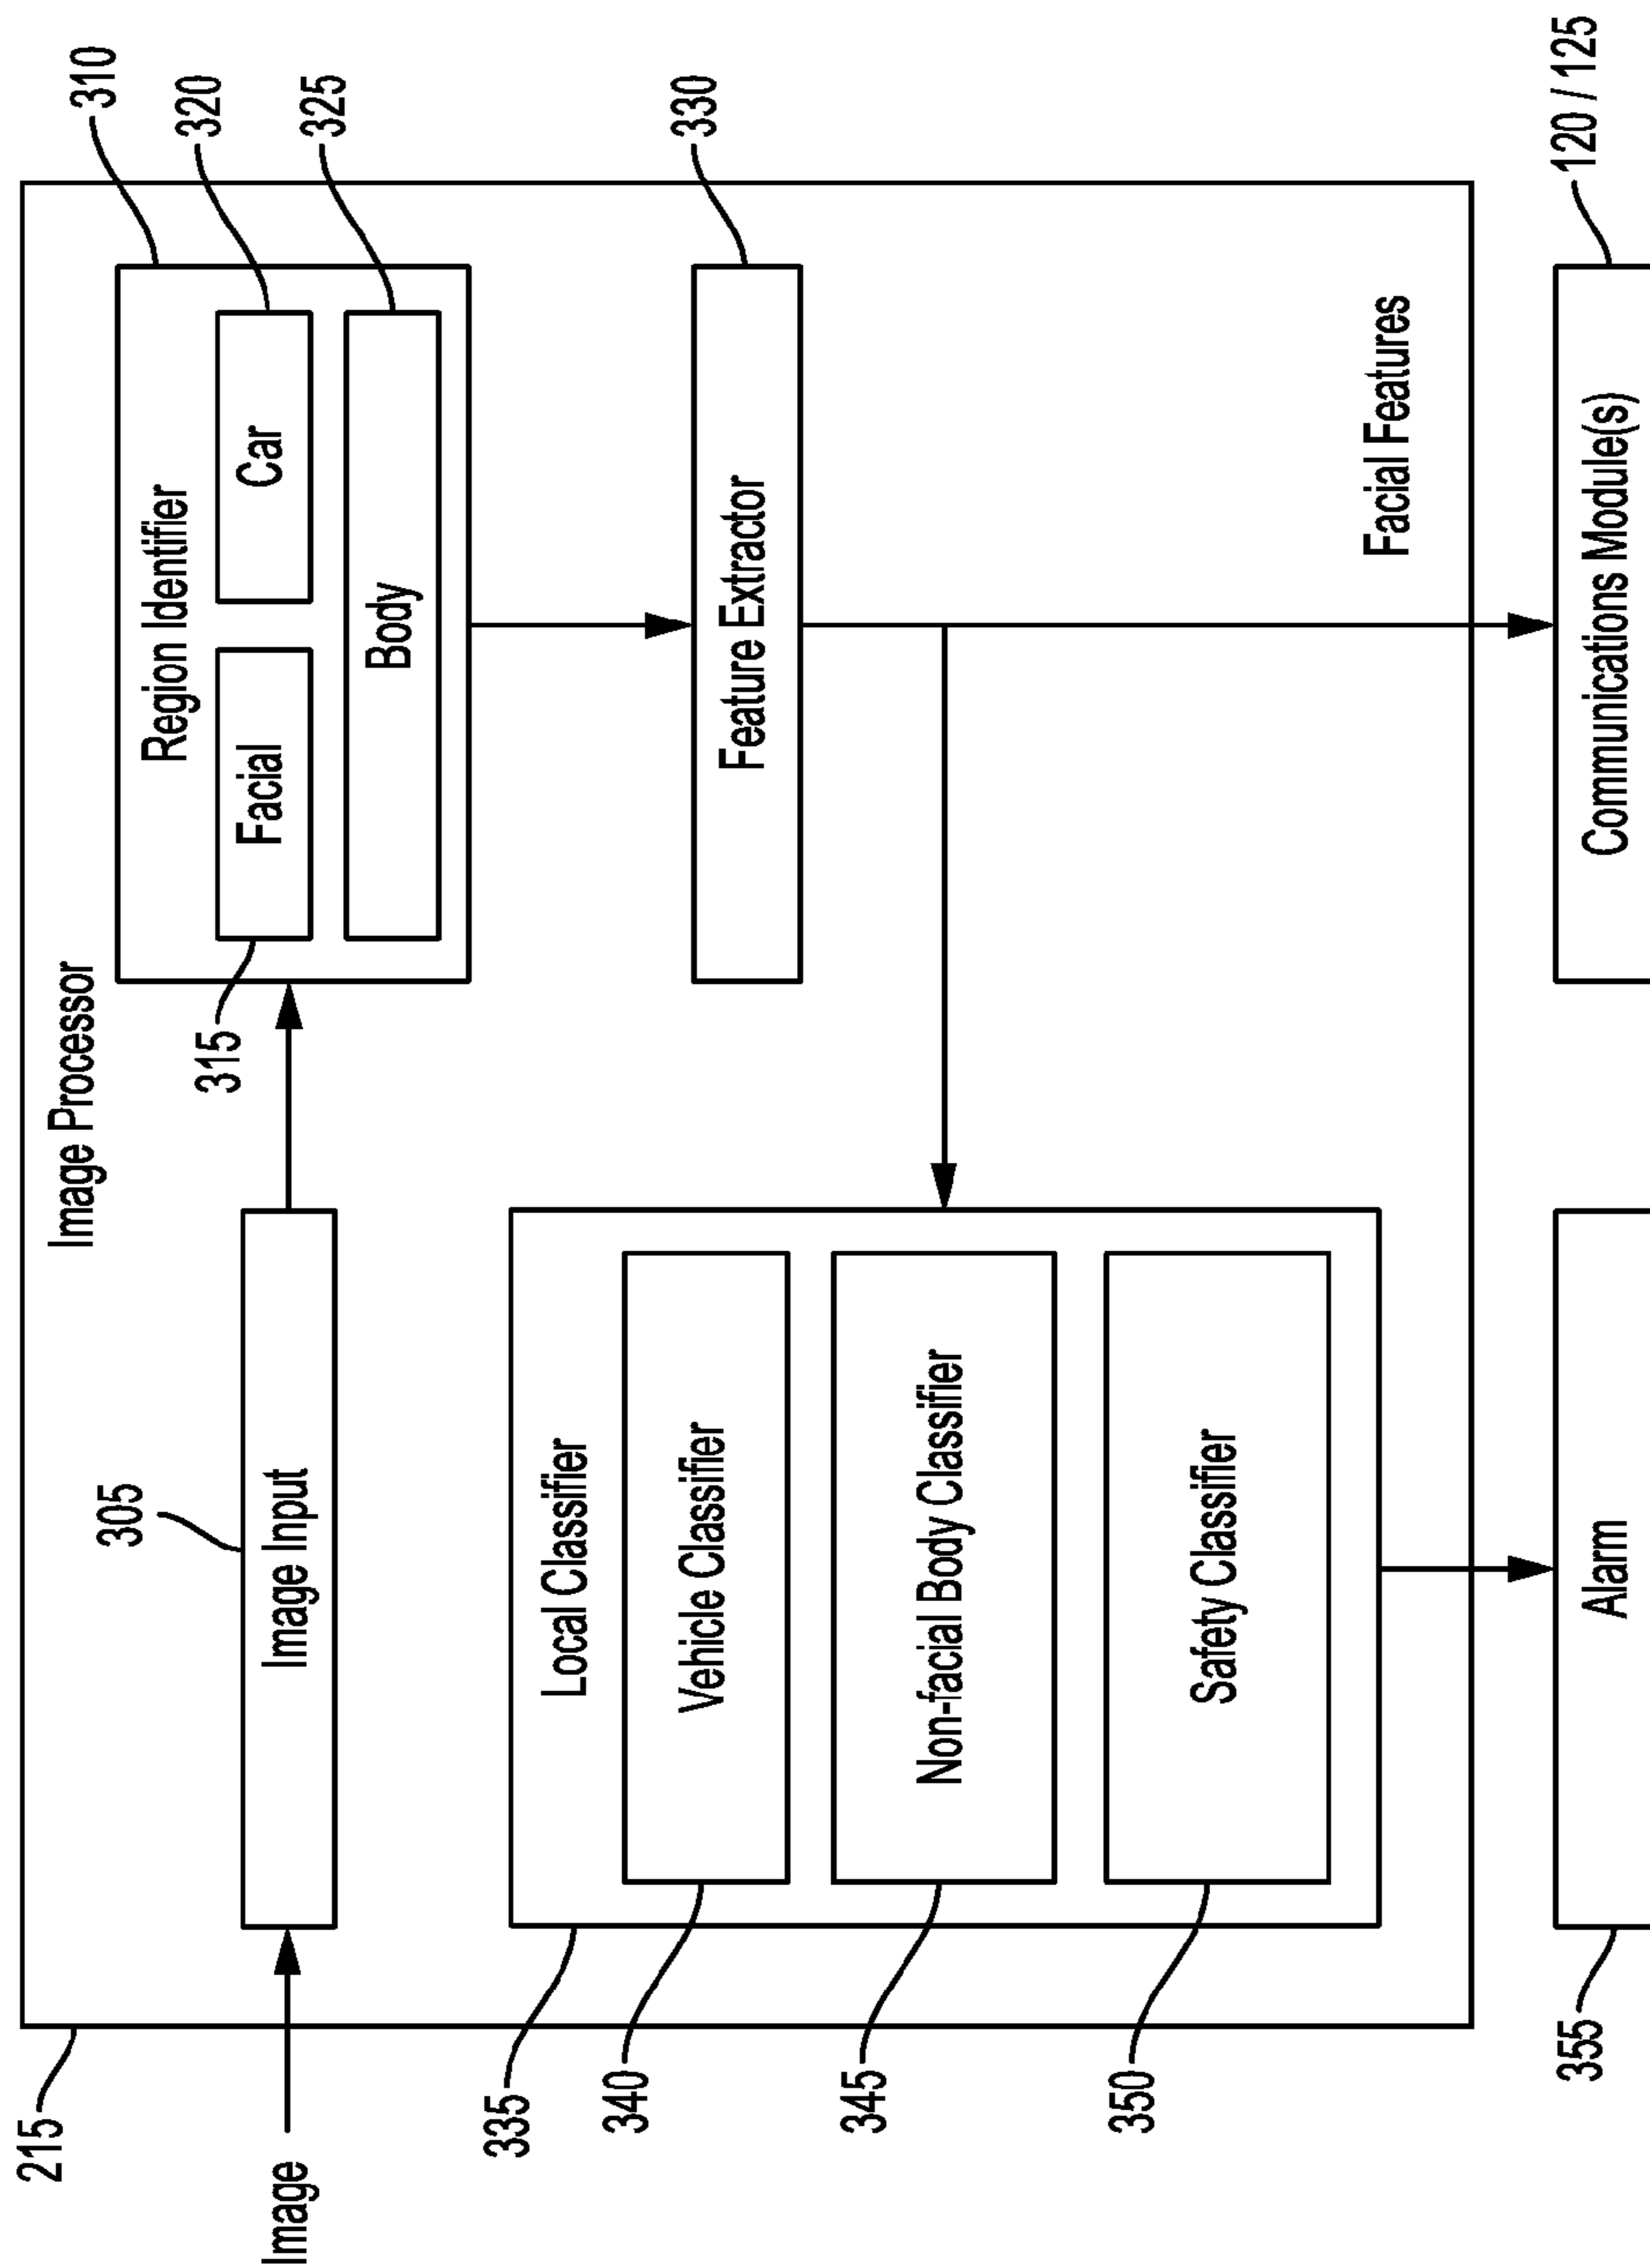 215
Image Processor
310
Image
305
Image Input
315
Region Identifier
Facial
Car
320
Body
325
335
Local Classifier
340
Vehicle Classifier
345
Non-facial Body Classifier
350
Safety Classifier
Feature Extractor
330
Facial Features
355
Alarm
Communications Module(s)
120 / 125